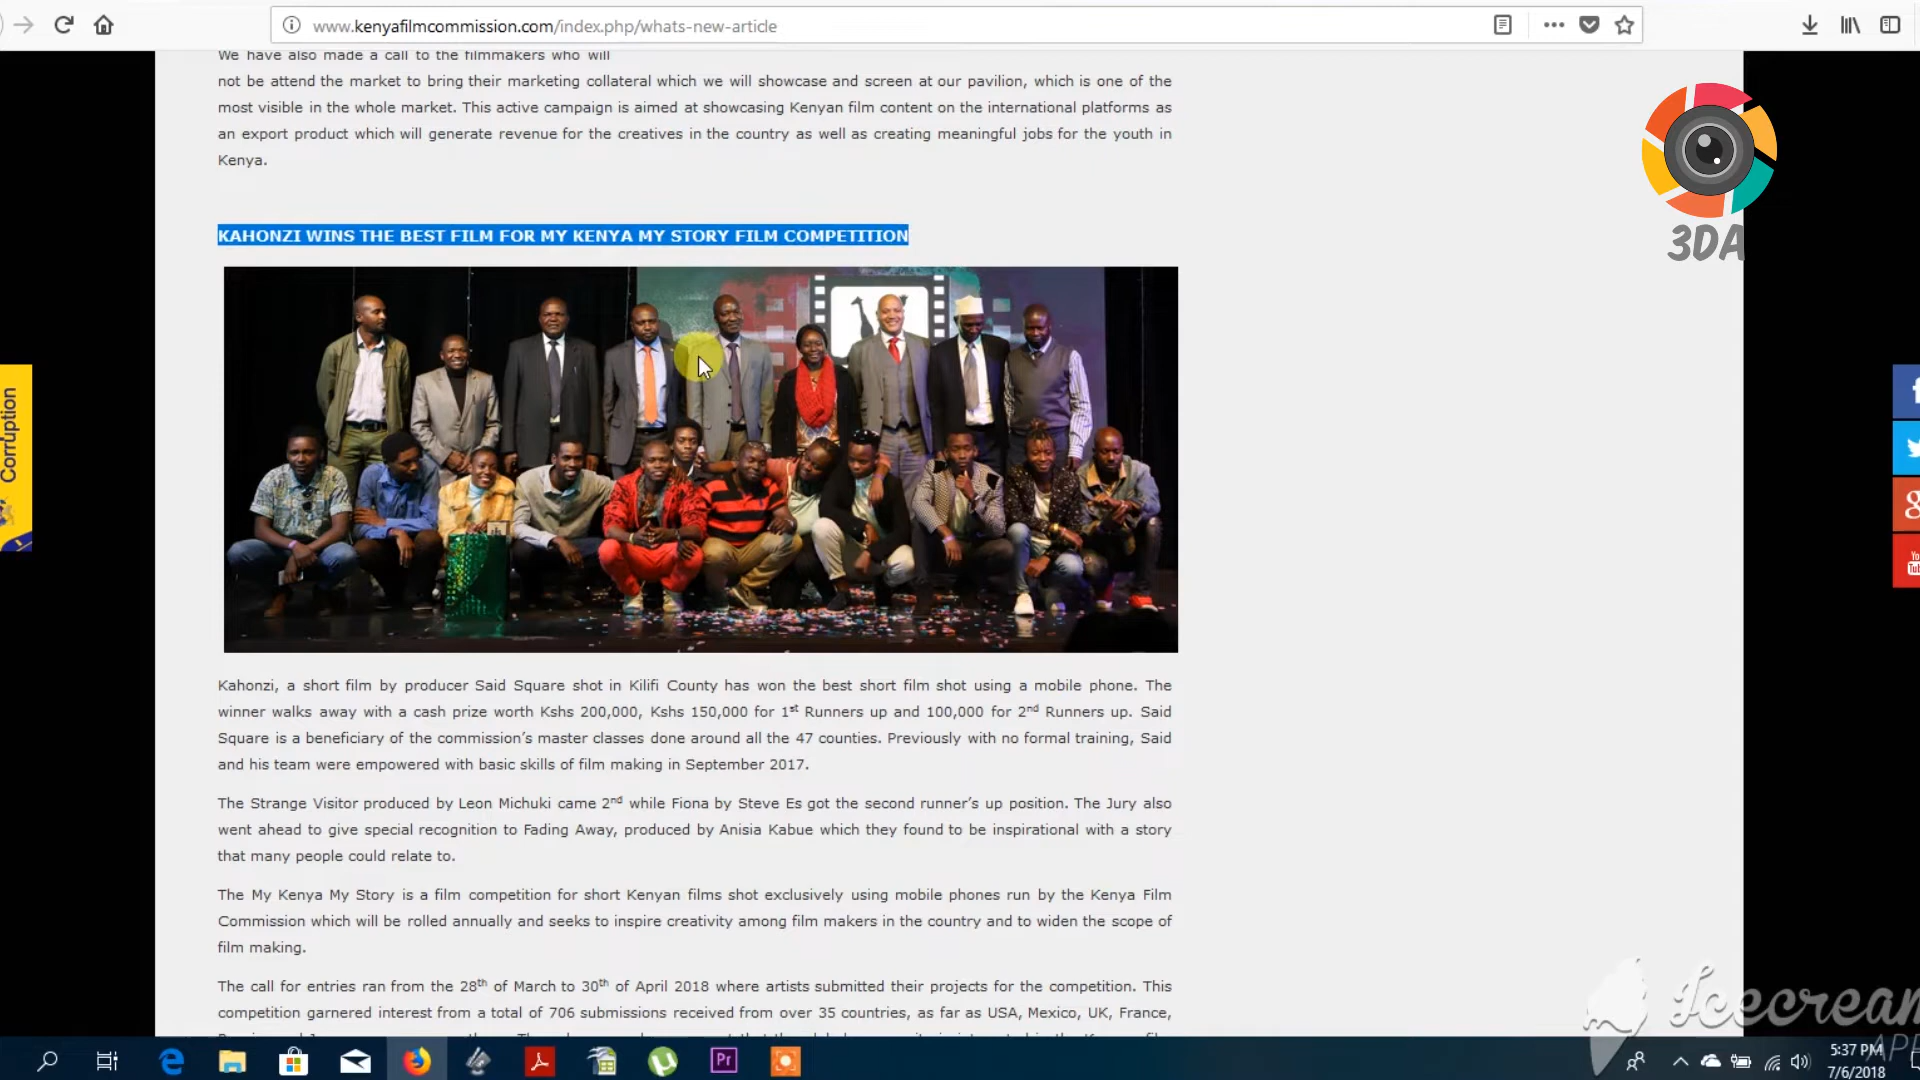 www.kenyafilmcommission.com/index.php/whats-new-article
We have also made a call to the filmmakers who will
not be attend the market to bring their marketing collateral which we will showcase and screen at our pavilion, which is one of the
most visible in the whole market. This active campaign is aimed at showcasing Kenyan film content on the international platforms as
an export product which will generate revenue for the creatives in the country as well as creating meaningful jobs for the youth in
Kenya.
3DA
KAHONZI WINS THE BEST FILM FOR MY KENYA MY STORY FILM COMPETITION
Corruption
You
Tube
Kahonzi, a short film by producer Said Square shot in Kilifi County has won the best short film shot using a mobile phone. The
winner walks away with a cash prize worth Kshs 200,000, Kshs 150,000 for 1st Runners up and 100,000 for 2nd Runners up. Said
Square is a beneficiary of the commission's master classes done around all the 47 counties. Previously with no formal training, Said
and his team were empowered with basic skills of film making in September 2017.
The Strange Visitor produced by Leon Michuki came 2nd while Fiona by Steve Es got the second runner's up position. The Jury also
went ahead to give special recognition to Fading Away, produced by Anisia Kabue which they found to be inspirational with a story
that many people could relate to.
The My Kenya My Story is a film competition for short Kenyan films shot exclusively using mobile phones run by the Kenya Film
Commission which will be rolled annually and seeks to inspire creativity among film makers in the country and to widen the scope of
film making.
The call for entries ran from the 28th of March to 30th of April 2018 where artists submitted their projects for the competition. This
competition garnered interest from a total of 706 submissions received from over 35 countries, as far as USA, Mexico, UK, France,
Icecream
AP
Pr
5:37 PM
7/6/2018